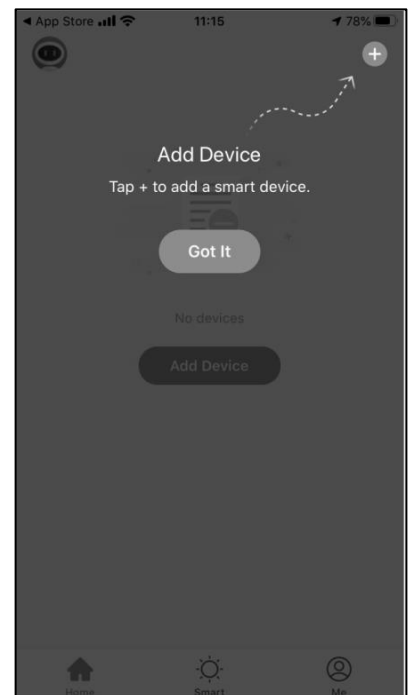 App Store 11:15 78%
Add Device
Tap + to add a smart device.
Got It
No devices
Add Device
Home Smart Me